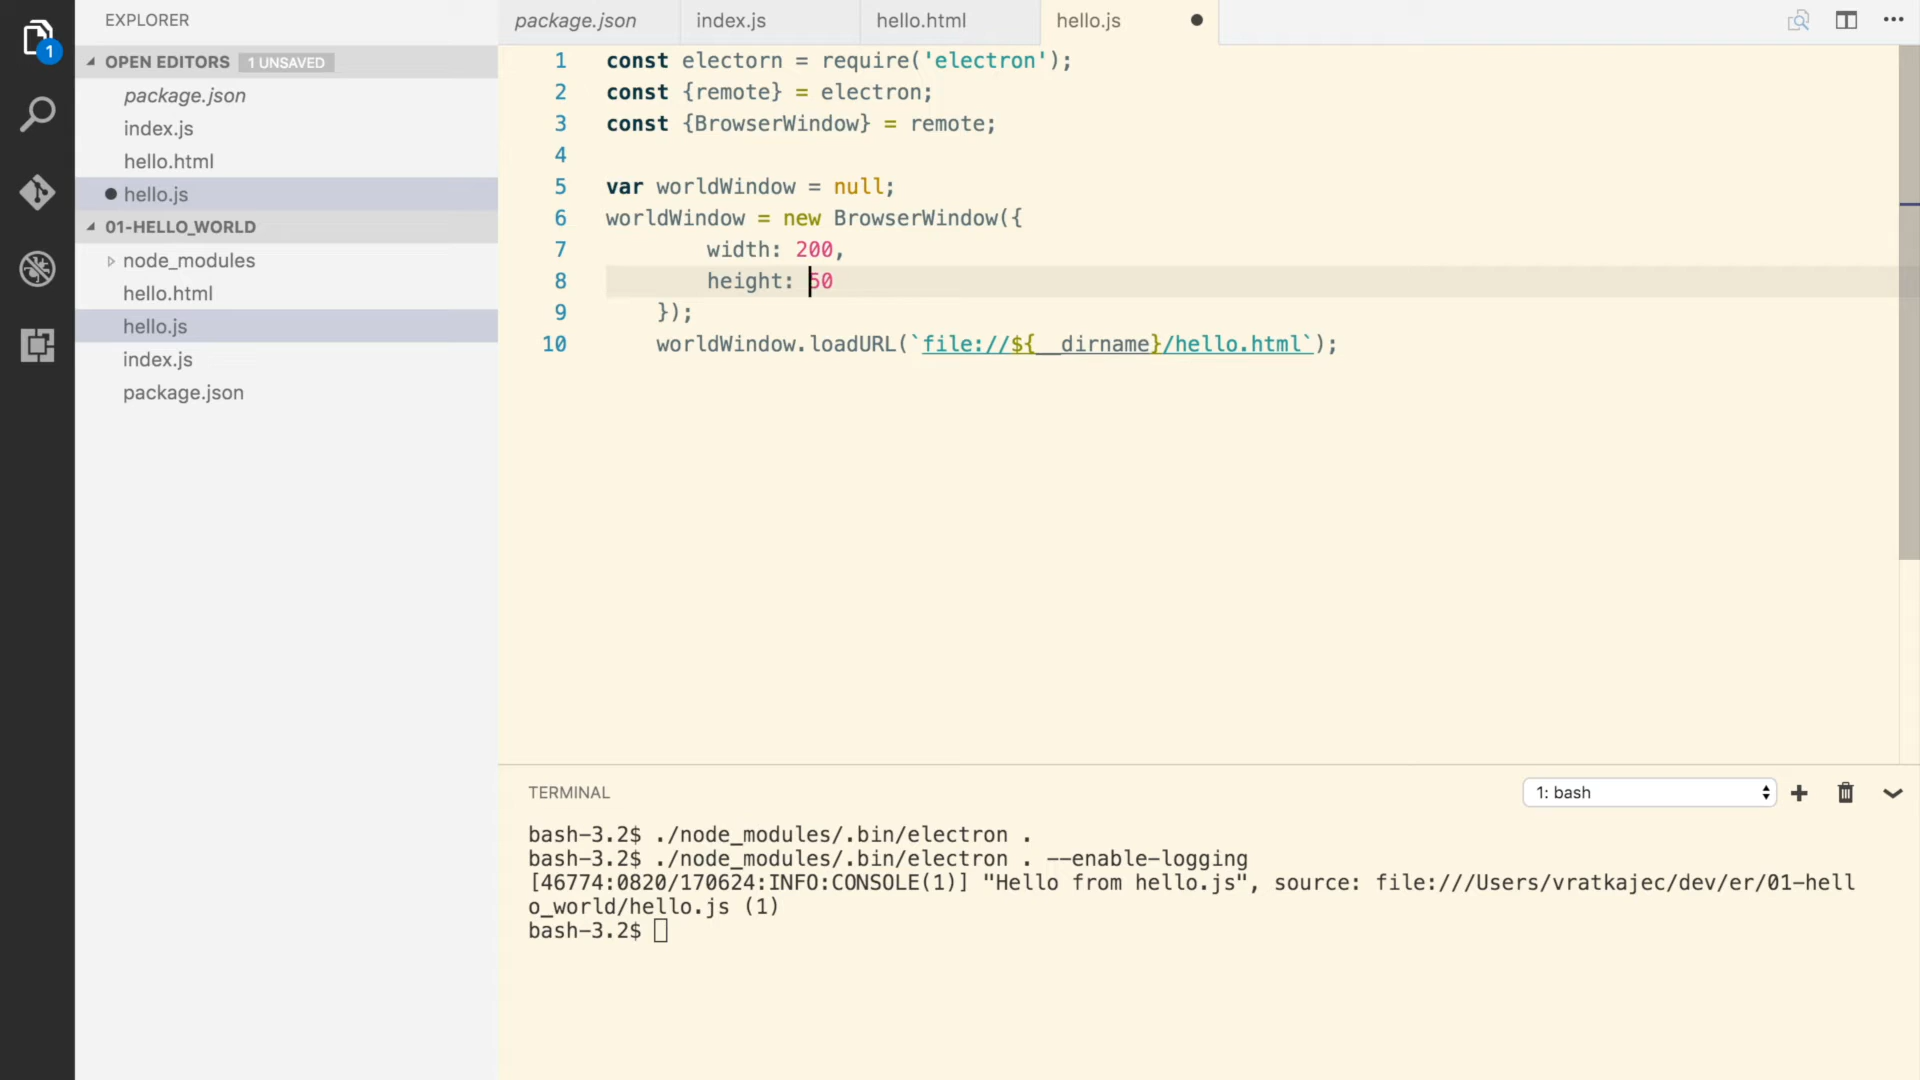 EXPLORER
OPEN EDITORS 1 UNSAVED
package.json
index.js
hello.html
hello.js
01-HELLO_WORLD
node_modules
hello.html
hello.js
index.js
package.json
1
package.json index.js hello.html hello.js
1 const electorn = require('electron');
2 const {remote} = electron;
3 const {BrowserWindow} = remote;
4
5 var worldWindow = null;
6 worldWindow = new BrowserWindow({
7 width: 200,
8 height: 50
9 });
10 worldWindow.loadURL(`file://${__dirname}/hello.html`);
TERMINAL
1: bash
bash-3.2$ ./node_modules/.bin/electron .
bash-3.2$ ./node_modules/.bin/electron . --enable-logging
[46774:0820/170624:INFO:CONSOLE(1)] "Hello from hello.js", source: file:///Users/vratkajec/dev/er/01-hell
o_world/hello.js (1)
bash-3.2$